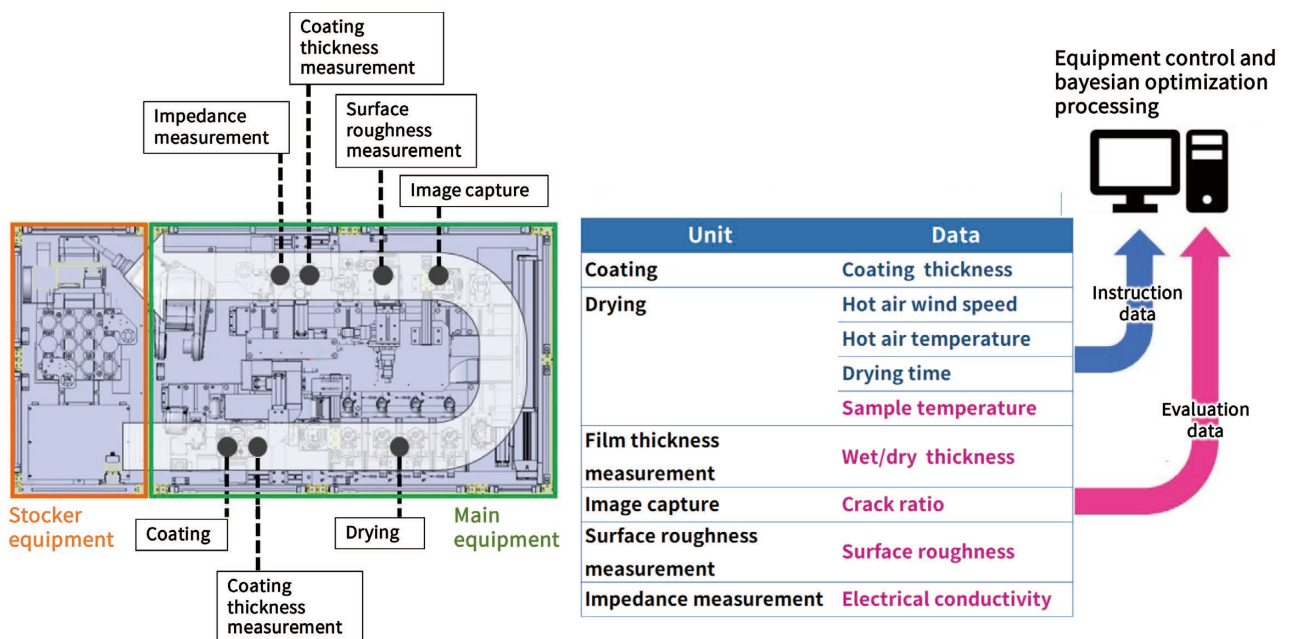 Coating
thickness
measurement
Impedance
measurement
Surface
roughness
measurement
Image capture
Stocker
equipment
Coating
Drying
Main
equipment
Coating
thickness
measurement
Unit Data
Coating Coating thickness
Drying Hot air wind speed
Hot air temperature
Drying time
Sample temperature
Film thickness
measurement
Wet/dry thickness
Image capture Crack ratio
Surface roughness
measurement
Surface roughness
Impedance measurement Electrical conductivity
Equipment control and
bayesian optimization
processing
Instruction
data
Evaluation
data